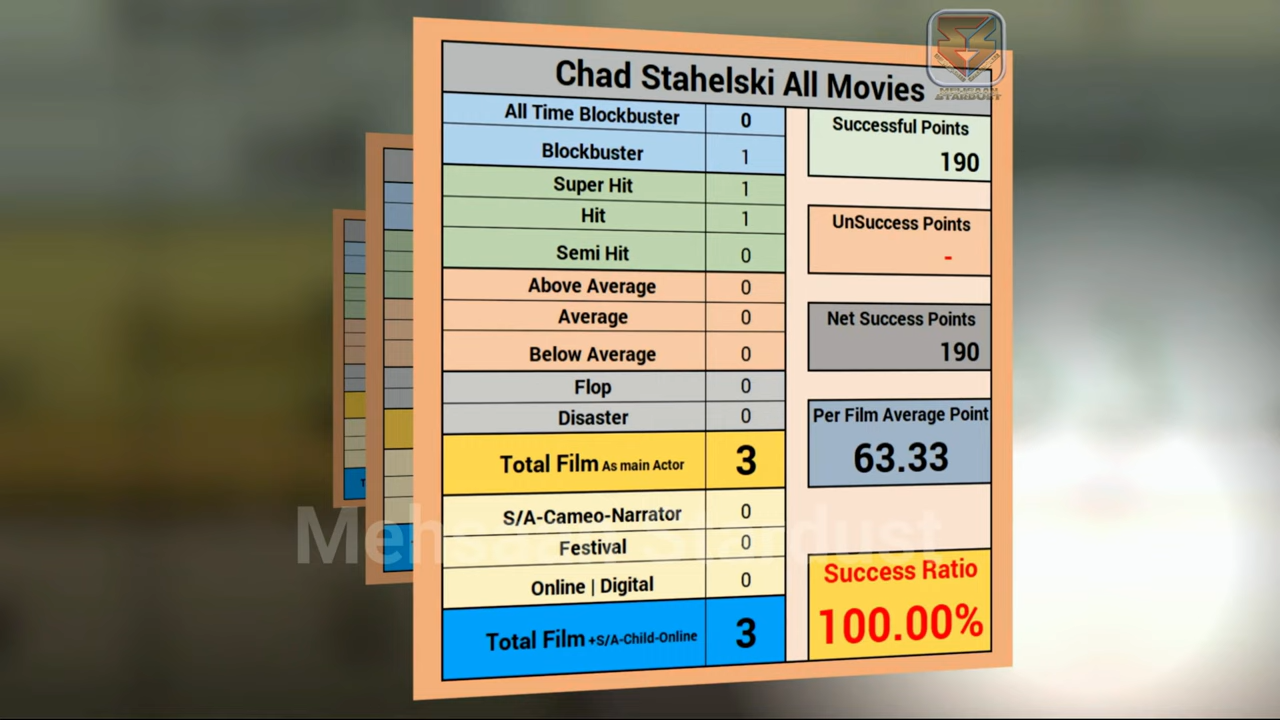 Chad Stahelski All Movies
MEHSAAN
STARDUST
All Time Blockbuster 0
Blockbuster 1
Super Hit 1
Hit 1
Semi Hit 0
Above Average 0
Average 0
Below Average 0
Flop 0
Disaster 0
Total Film As main Actor 3
S/A-Cameo-Narrator 0
Festival 0
Online | Digital 0
Total Film +S/A-Child-Online 3
Successful Points
190
UnSuccess Points
-
Net Success Points
190
Per Film Average Point
63.33
Success Ratio
100.00%
Mehsaan Stardust
T